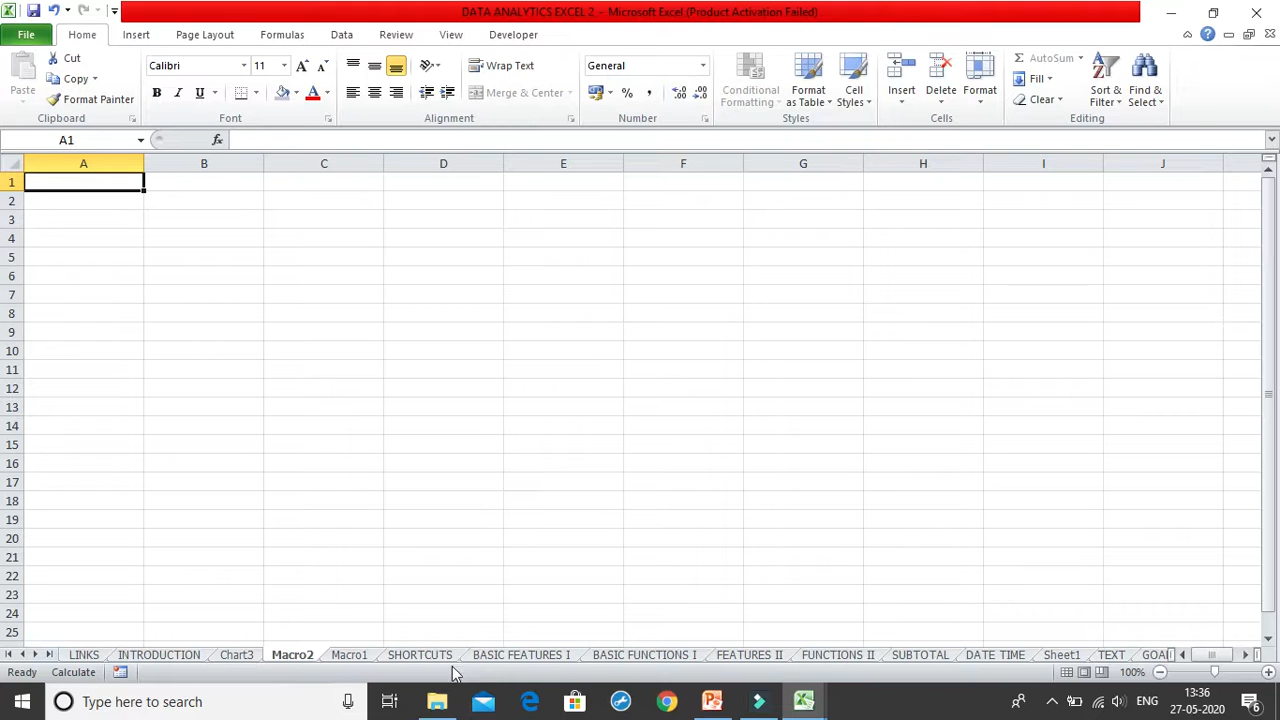 DATA ANALYTICS EXCEL 2 - Microsoft Excel (Product Activation Failed)
File Home Insert Page Layout Formulas Data Review View Developer
Paste
Cut
Copy
Format Painter
Clipboard
Calibri 11
B I U A
Font
Wrap Text
Merge & Center
Alignment
General
% ,
Number
Conditional Formatting
Format as Table
Cell Styles
Styles
Insert
Delete
Format
Cells
Σ AutoSum
Fill
Clear
Sort & Filter
Find & Select
Editing
A1 fx
A B C D E F G H I J
1
2
3
4
5
6
7
8
9
10
11
12
13
14
15
16
17
18
19
20
21
22
23
24
25
LINKS INTRODUCTION Chart3 Macro2 Macro1 SHORTCUTS BASIC FEATURES I BASIC FUNCTIONS I FEATURES II FUNCTIONS II SUBTOTAL DATE TIME Sheet1 TEXT GOA
Ready Calculate 100%
Type here to search
ENG
13:36
27-05-2020
6